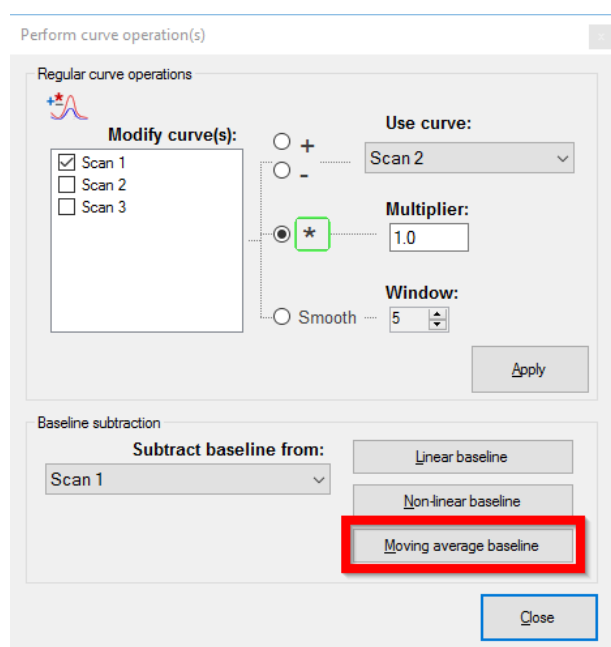 Perform curve operation(s)
x
Regular curve operations
Modify curve(s):
Scan 1
Scan 2
Scan 3
+
-
*
Smooth
Use curve:
Scan 2
Multiplier:
1.0
Window:
5
Apply
Baseline subtraction
Subtract baseline from:
Scan 1
Linear baseline
Non-linear baseline
Moving average baseline
Close